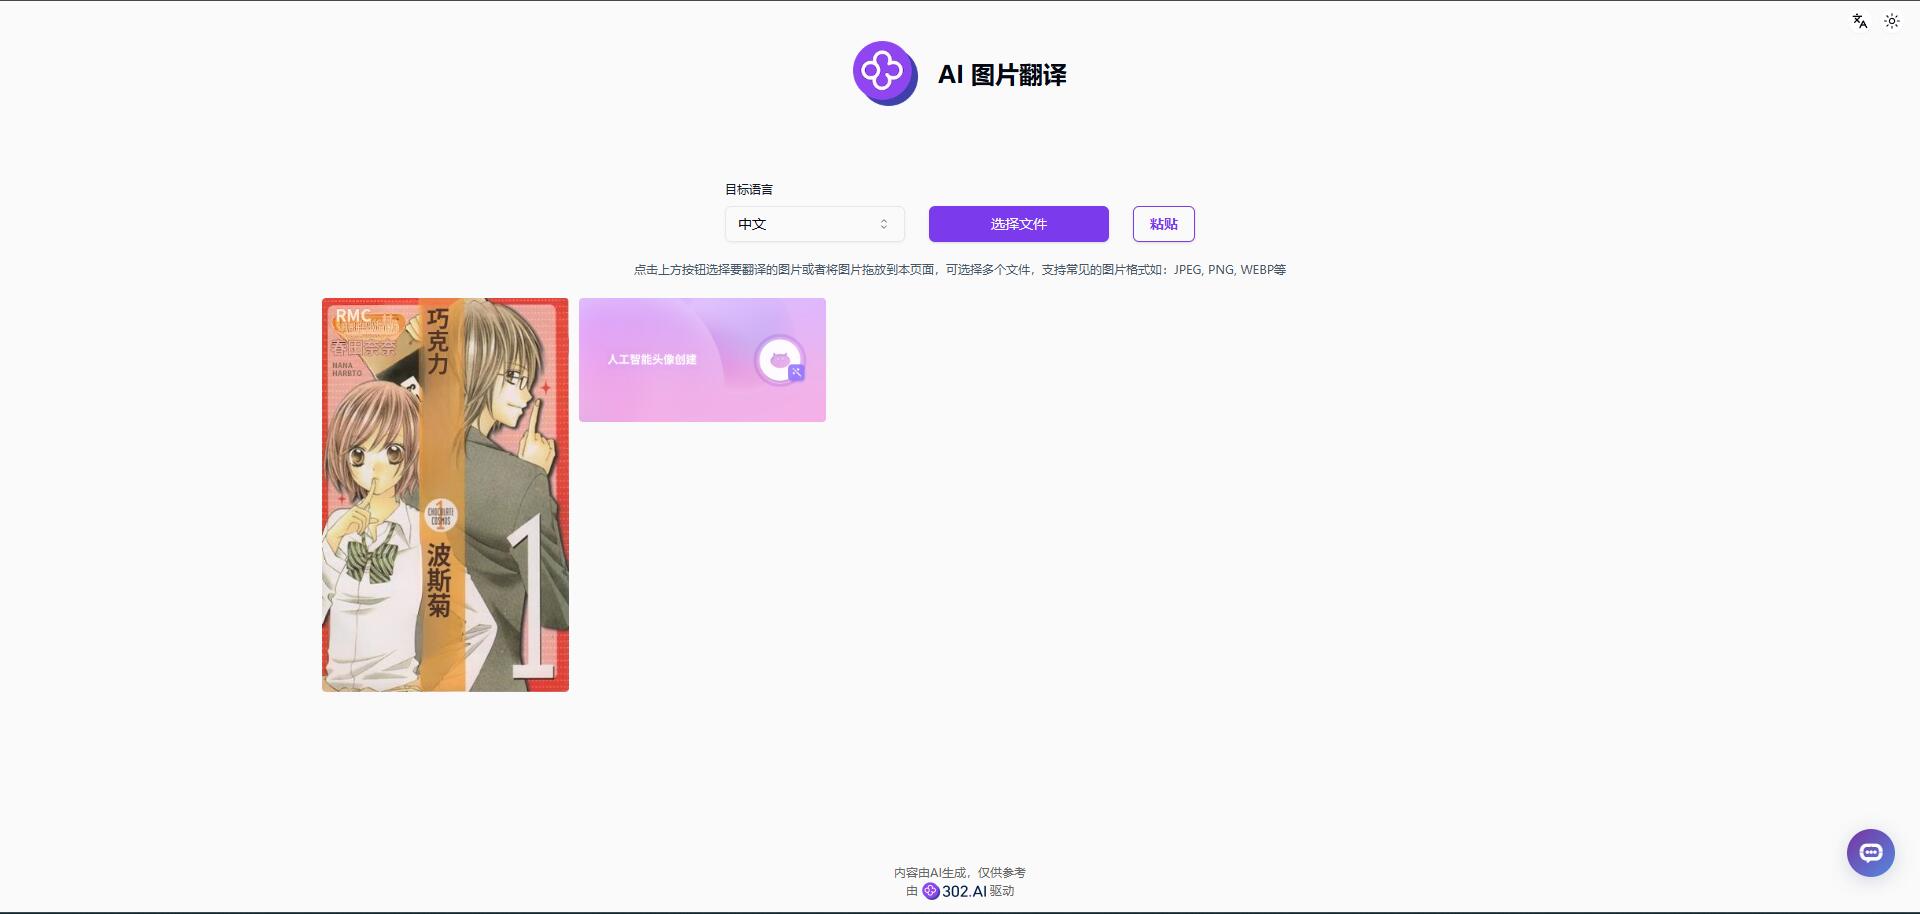 AI 图片翻译
目标语言
中文
选择文件
粘贴
点击上方按钮选择要翻译的图片或者将图片拖放到本页面，可选择多个文件，支持常见的图片格式如：JPEG, PNG, WEBP等
RMC
春田奈奈
NANA
HARBTO
巧克力
1
CHOCOLATE
COSMOS
波斯菊
1
人工智能头像创建
内容由AI生成，仅供参考
由 302.AI 驱动